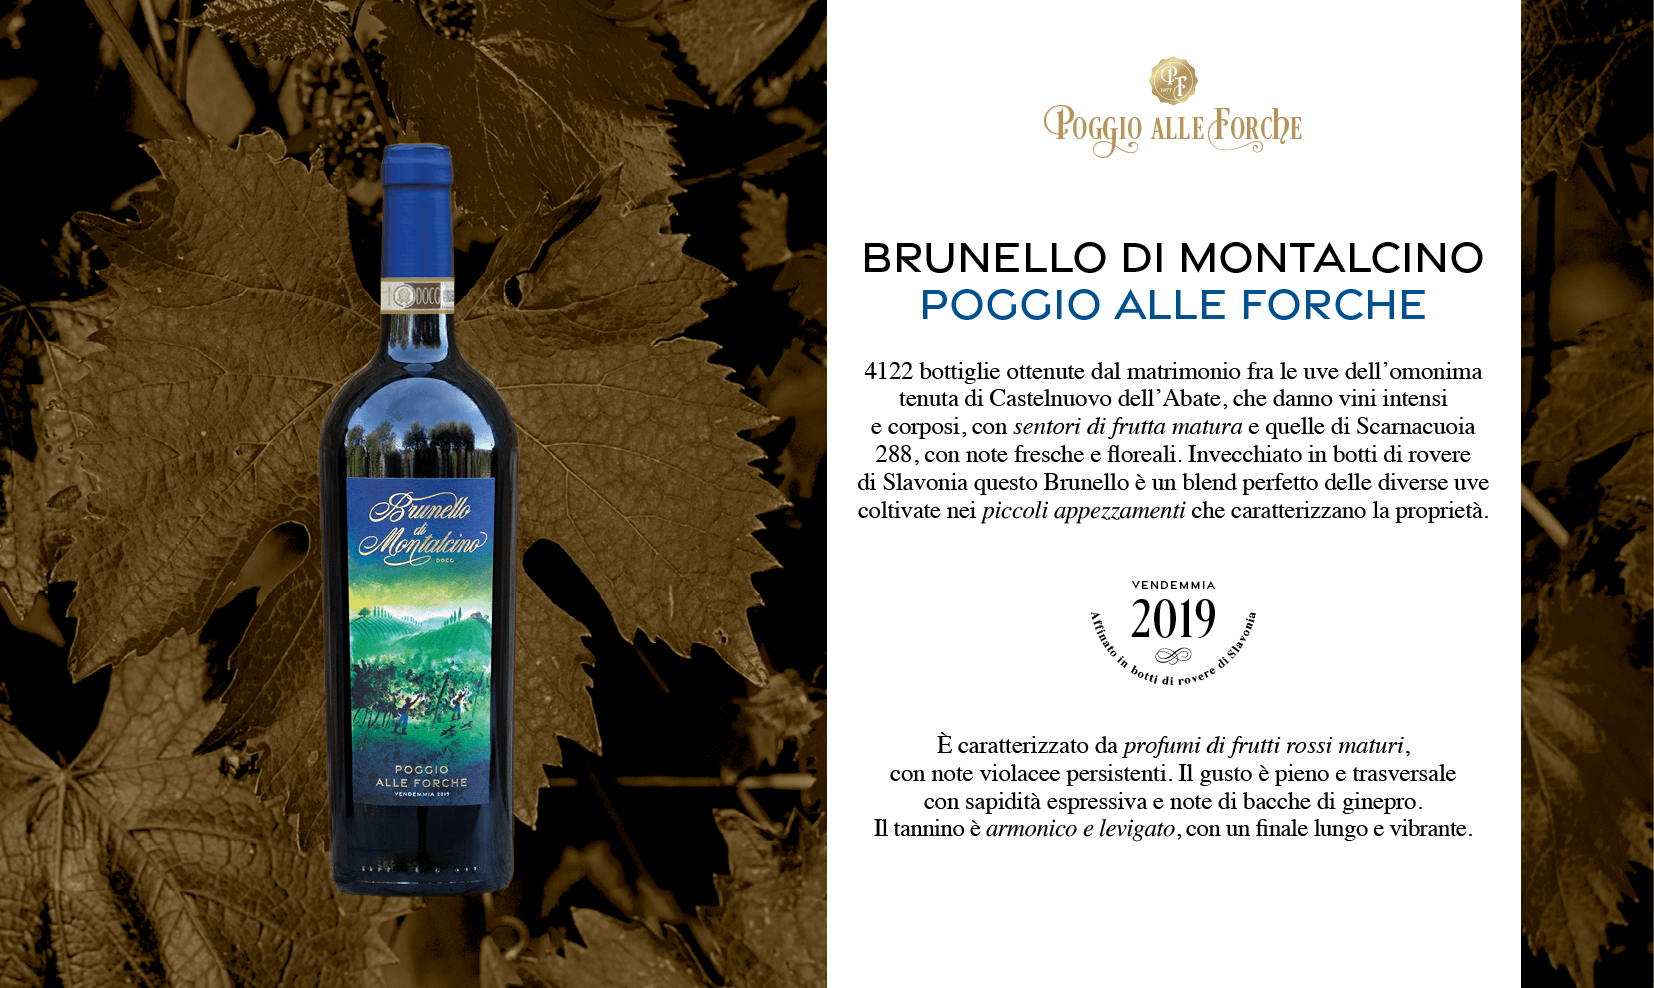 PF
1977
POGGIO ALLE FORCHE
BRUNELLO DI MONTALCINO
POGGIO ALLE FORCHE
4122 bottiglie ottenute dal matrimonio fra le uve dell’omonima
tenuta di Castelnuovo dell’Abate, che danno vini intensi
e corposi, con sentori di frutta matura e quelle di Scarnacuoia
288, con note fresche e floreali. Invecchiato in botti di rovere
di Slavonia questo Brunello è un blend perfetto delle diverse uve
coltivate nei piccoli appezzamenti che caratterizzano la proprietà.
VENDEMMIA
2019
Affinato in botti di rovere di Slavonia
È caratterizzato da profumi di frutti rossi maturi,
con note violacee persistenti. Il gusto è pieno e trasversale
con sapidità espressiva e note di bacche di ginepro.
Il tannino è armonico e levigato, con un finale lungo e vibrante.
DOCG
Brunello
di
Montalcino
DOCG
POGGIO
ALLE FORCHE
VENDEMMIA 2019